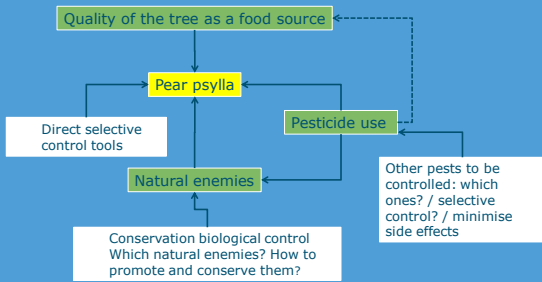 Quality of the tree as a food source
Pear psylla
Pesticide use
Direct selective
control tools
Natural enemies
Other pests to be
controlled: which
ones? / selective
control? / minimise
side effects
Conservation biological control
Which natural enemies? How to
promote and conserve them?